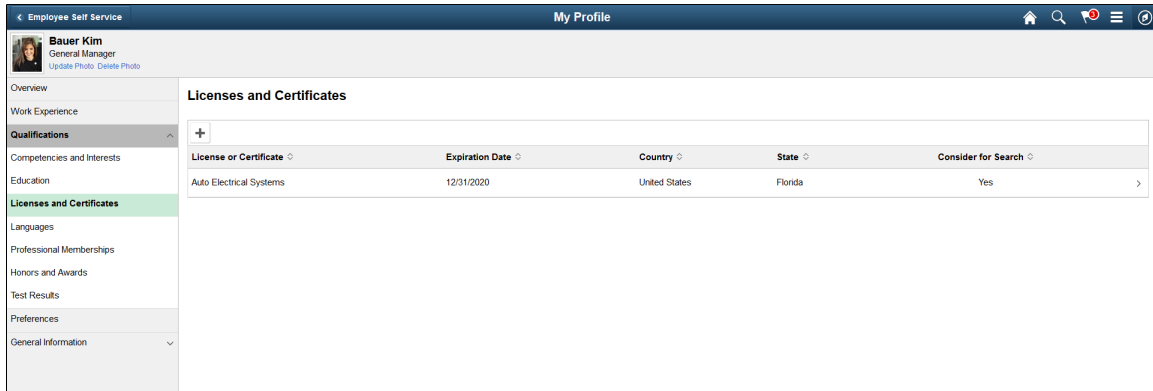 Employee Self Service
My Profile
3
Bauer Kim
General Manager
Update Photo Delete Photo
Overview
Work Experience
Qualifications
Competencies and Interests
Education
Licenses and Certificates
Languages
Professional Memberships
Honors and Awards
Test Results
Preferences
General Information
Licenses and Certificates
License or Certificate Expiration Date Country State Consider for Search
Auto Electrical Systems 12/31/2020 United States Florida Yes